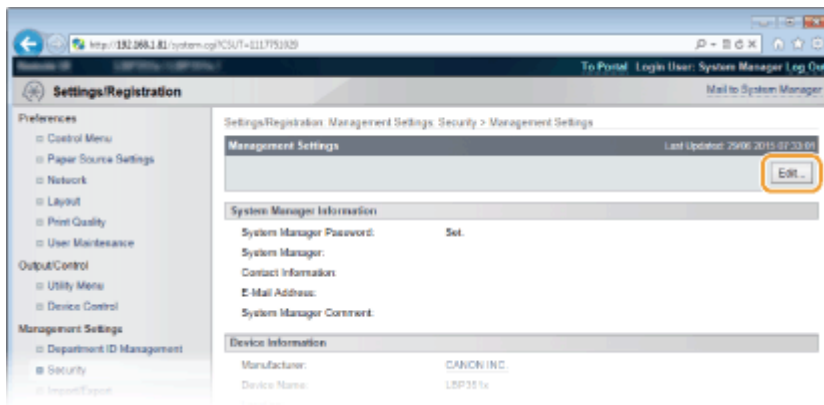 http://192.168.1.81/system.cgi?CSUT=1117751929
To Portal Login User: System Manager Log Ou
Settings/Registration
Mail to System Manager
Preferences
Control Menu
Paper Source Settings
Network
Layout
Print Quality
User Maintenance
Output/Control
Utility Menu
Device Control
Management Settings
Department ID Management
Security
Import/Export
Settings/Registration: Management Settings: Security > Management Settings
Management Settings
Last Updated: 29/06 2015 07:33:01
Edit...
System Manager Information
System Manager Password: Set.
System Manager:
Contact Information:
E-Mail Address:
System Manager Comment:
Device Information
Manufacturer: CANON INC.
Device Name: LBP351x